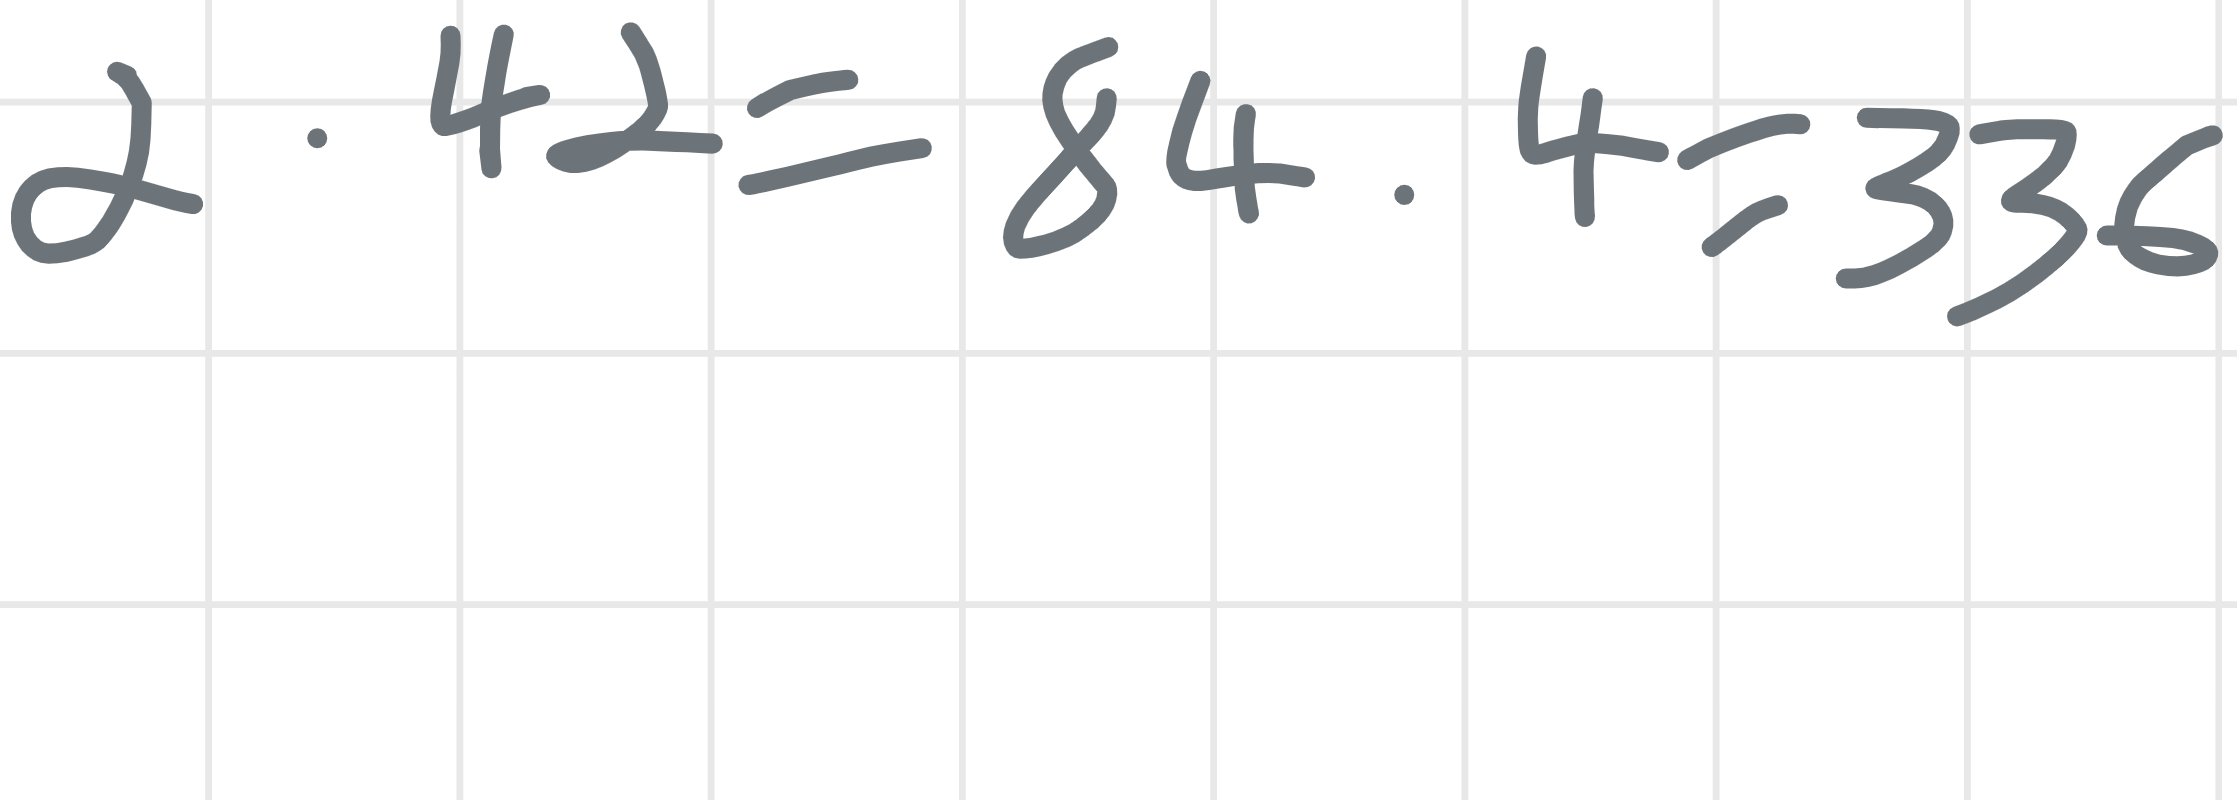 2 · 42 = 84 · 4 = 336